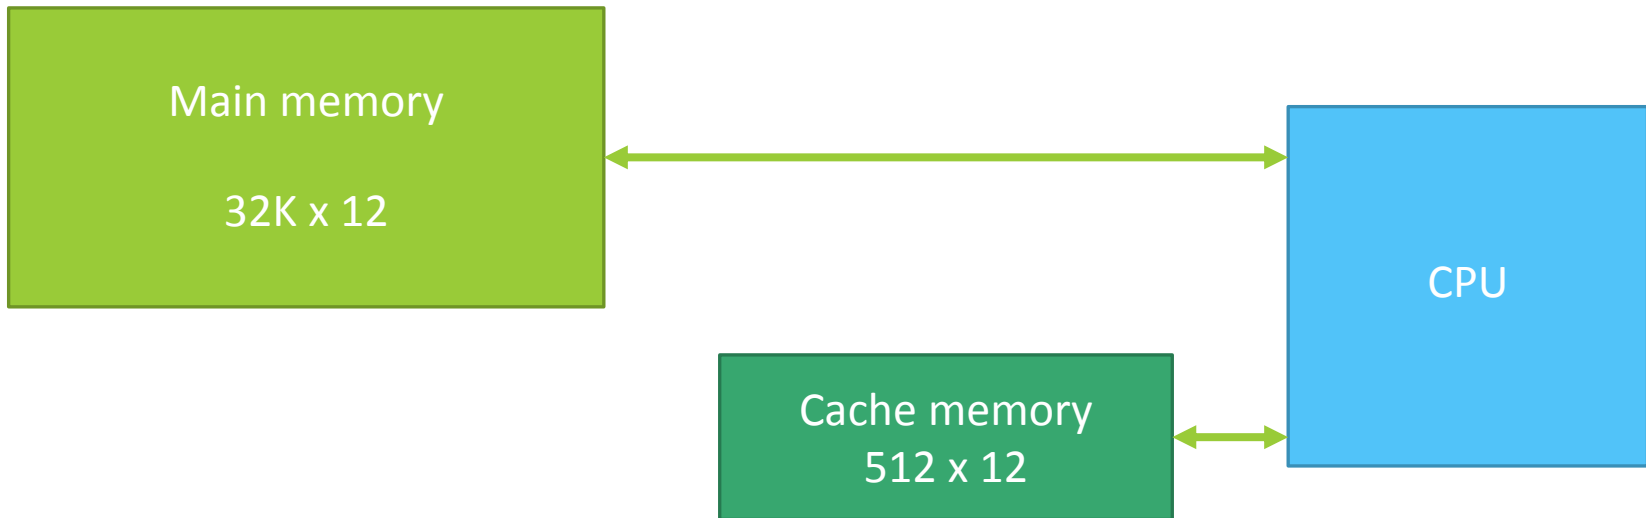 Main memory
32K x 12
CPU
Cache memory
512 x 12